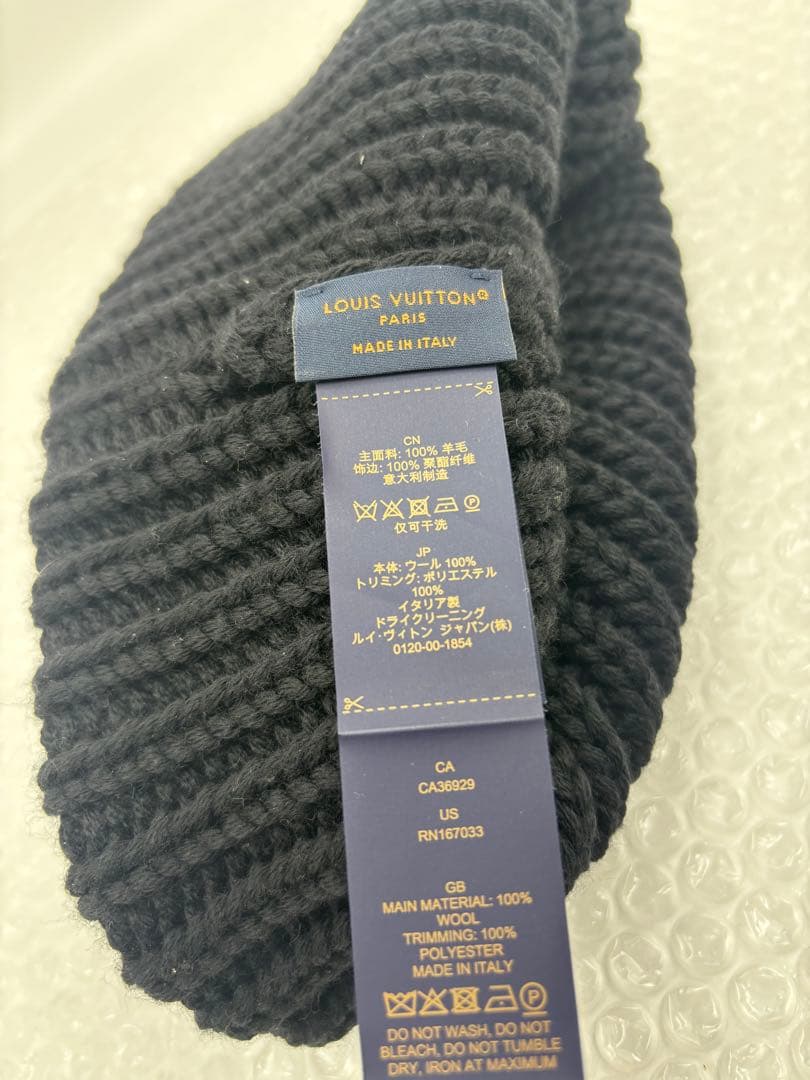 LOUIS VUITTON®
PARIS
MADE IN ITALY
CN
主面料: 100% 羊毛
饰边: 100% 聚酯纤维
意大利制造
仅可干洗
JP
本体: ウール 100%
トリミング: ポリエステル
100%
イタリア製
ドライクリーニング
ルイ･ヴィトン ジャパン(株)
0120-00-1854
CA
CA36929
US
RN167033
GB
MAIN MATERIAL: 100%
WOOL
TRIMMING: 100%
POLYESTER
MADE IN ITALY
DO NOT WASH, DO NOT
BLEACH, DO NOT TUMBLE
DRY, IRON AT MAXIMUM